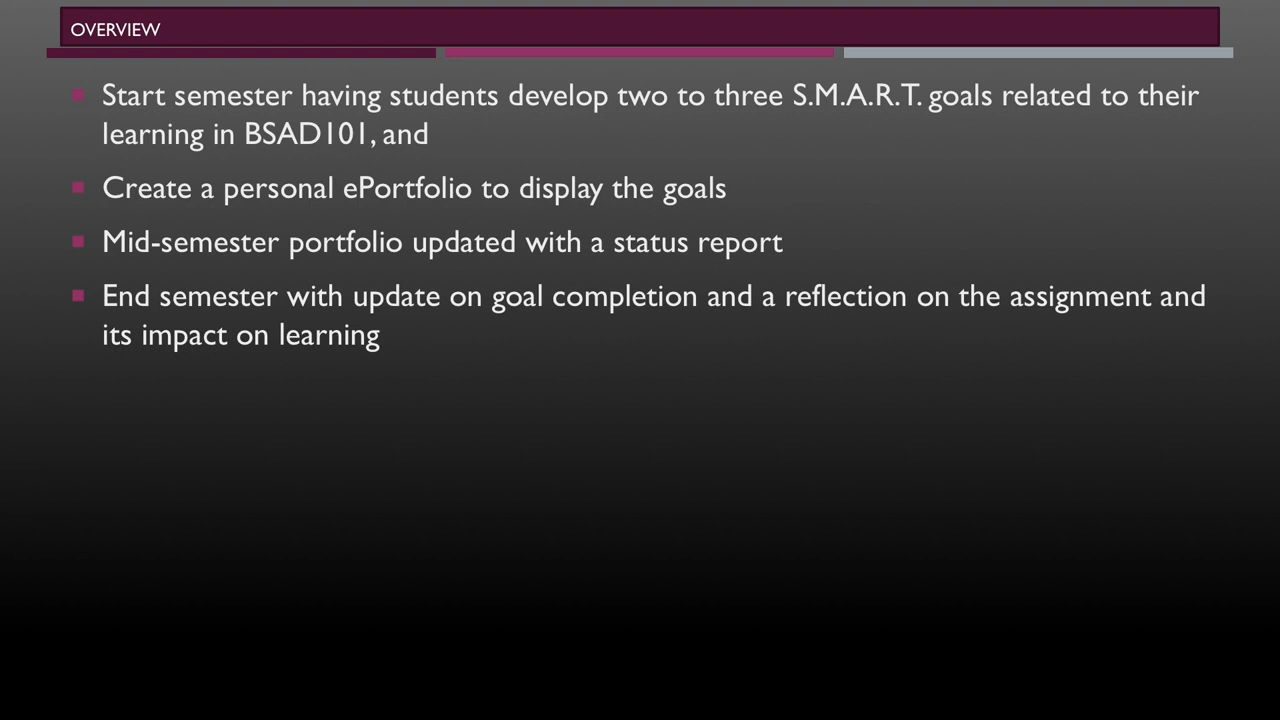 OVERVIEW
Start semester having students develop two to three S.M.A.R.T. goals related to their
learning in BSAD101, and
Create a personal ePortfolio to display the goals
Mid-semester portfolio updated with a status report
End semester with update on goal completion and a reflection on the assignment and
its impact on learning